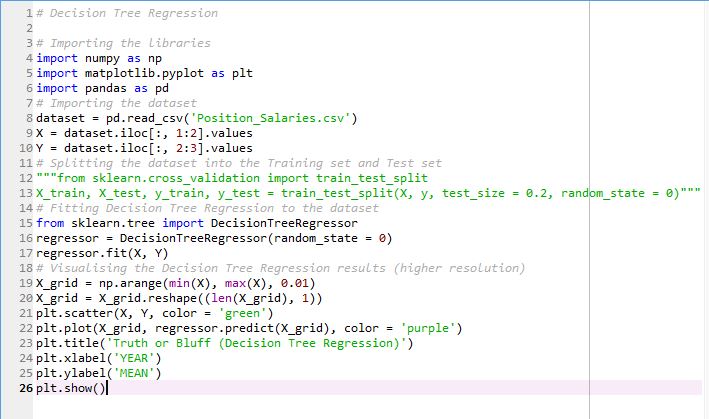 1 # Decision Tree Regression
2
3 # Importing the libraries
4 import numpy as np
5 import matplotlib.pyplot as plt
6 import pandas as pd
7 # Importing the dataset
8 dataset = pd.read_csv('Position_Salaries.csv')
9 X = dataset.iloc[:, 1:2].values
10 Y = dataset.iloc[:, 2:3].values
11 # Splitting the dataset into the Training set and Test set
12 """from sklearn.cross_validation import train_test_split
13 X_train, X_test, y_train, y_test = train_test_split(X, y, test_size = 0.2, random_state = 0)"""
14 # Fitting Decision Tree Regression to the dataset
15 from sklearn.tree import DecisionTreeRegressor
16 regressor = DecisionTreeRegressor(random_state = 0)
17 regressor.fit(X, Y)
18 # Visualising the Decision Tree Regression results (higher resolution)
19 X_grid = np.arange(min(X), max(X), 0.01)
20 X_grid = X_grid.reshape((len(X_grid), 1))
21 plt.scatter(X, Y, color = 'green')
22 plt.plot(X_grid, regressor.predict(X_grid), color = 'purple')
23 plt.title('Truth or Bluff (Decision Tree Regression)')
24 plt.xlabel('YEAR')
25 plt.ylabel('MEAN')
26 plt.show()